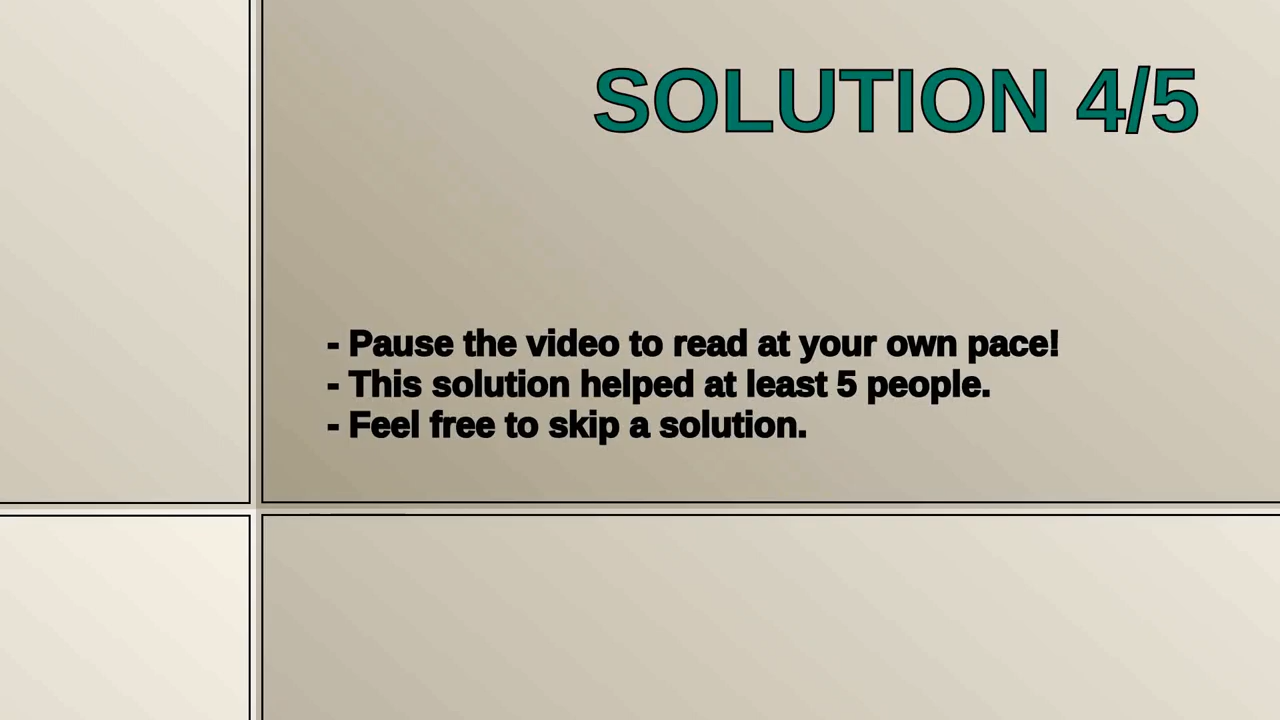 SOLUTION 4/5
- Pause the video to read at your own pace!
- This solution helped at least 5 people.
- Feel free to skip a solution.